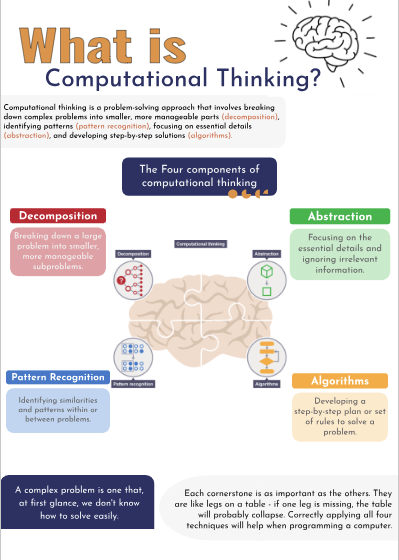 What is
Computational Thinking?
Computational thinking is a problem-solving approach that involves breaking
down complex problems into smaller, more manageable parts (decomposition),
identifying patterns (pattern recognition), focusing on essential details
(abstraction), and developing step-by-step solutions (algorithms).
The Four components of
computational thinking
Decomposition
Breaking down a large
problem into smaller,
more manageable
subproblems.
Abstraction
Focusing on the
essential details and
ignoring irrelevant
information.
Computational thinking
Decomposition
Abstraction
?
Pattern recognition
Algorithms
Pattern Recognition
Identifying similarities
and patterns within or
between problems.
Algorithms
Developing a
step-by-step plan or set
of rules to solve a
problem.
A complex problem is one that,
at first glance, we don't know
how to solve easily.
Each cornerstone is as important as the others. They
are like legs on a table - if one leg is missing, the table
will probably collapse. Correctly applying all four
techniques will help when programming a computer.